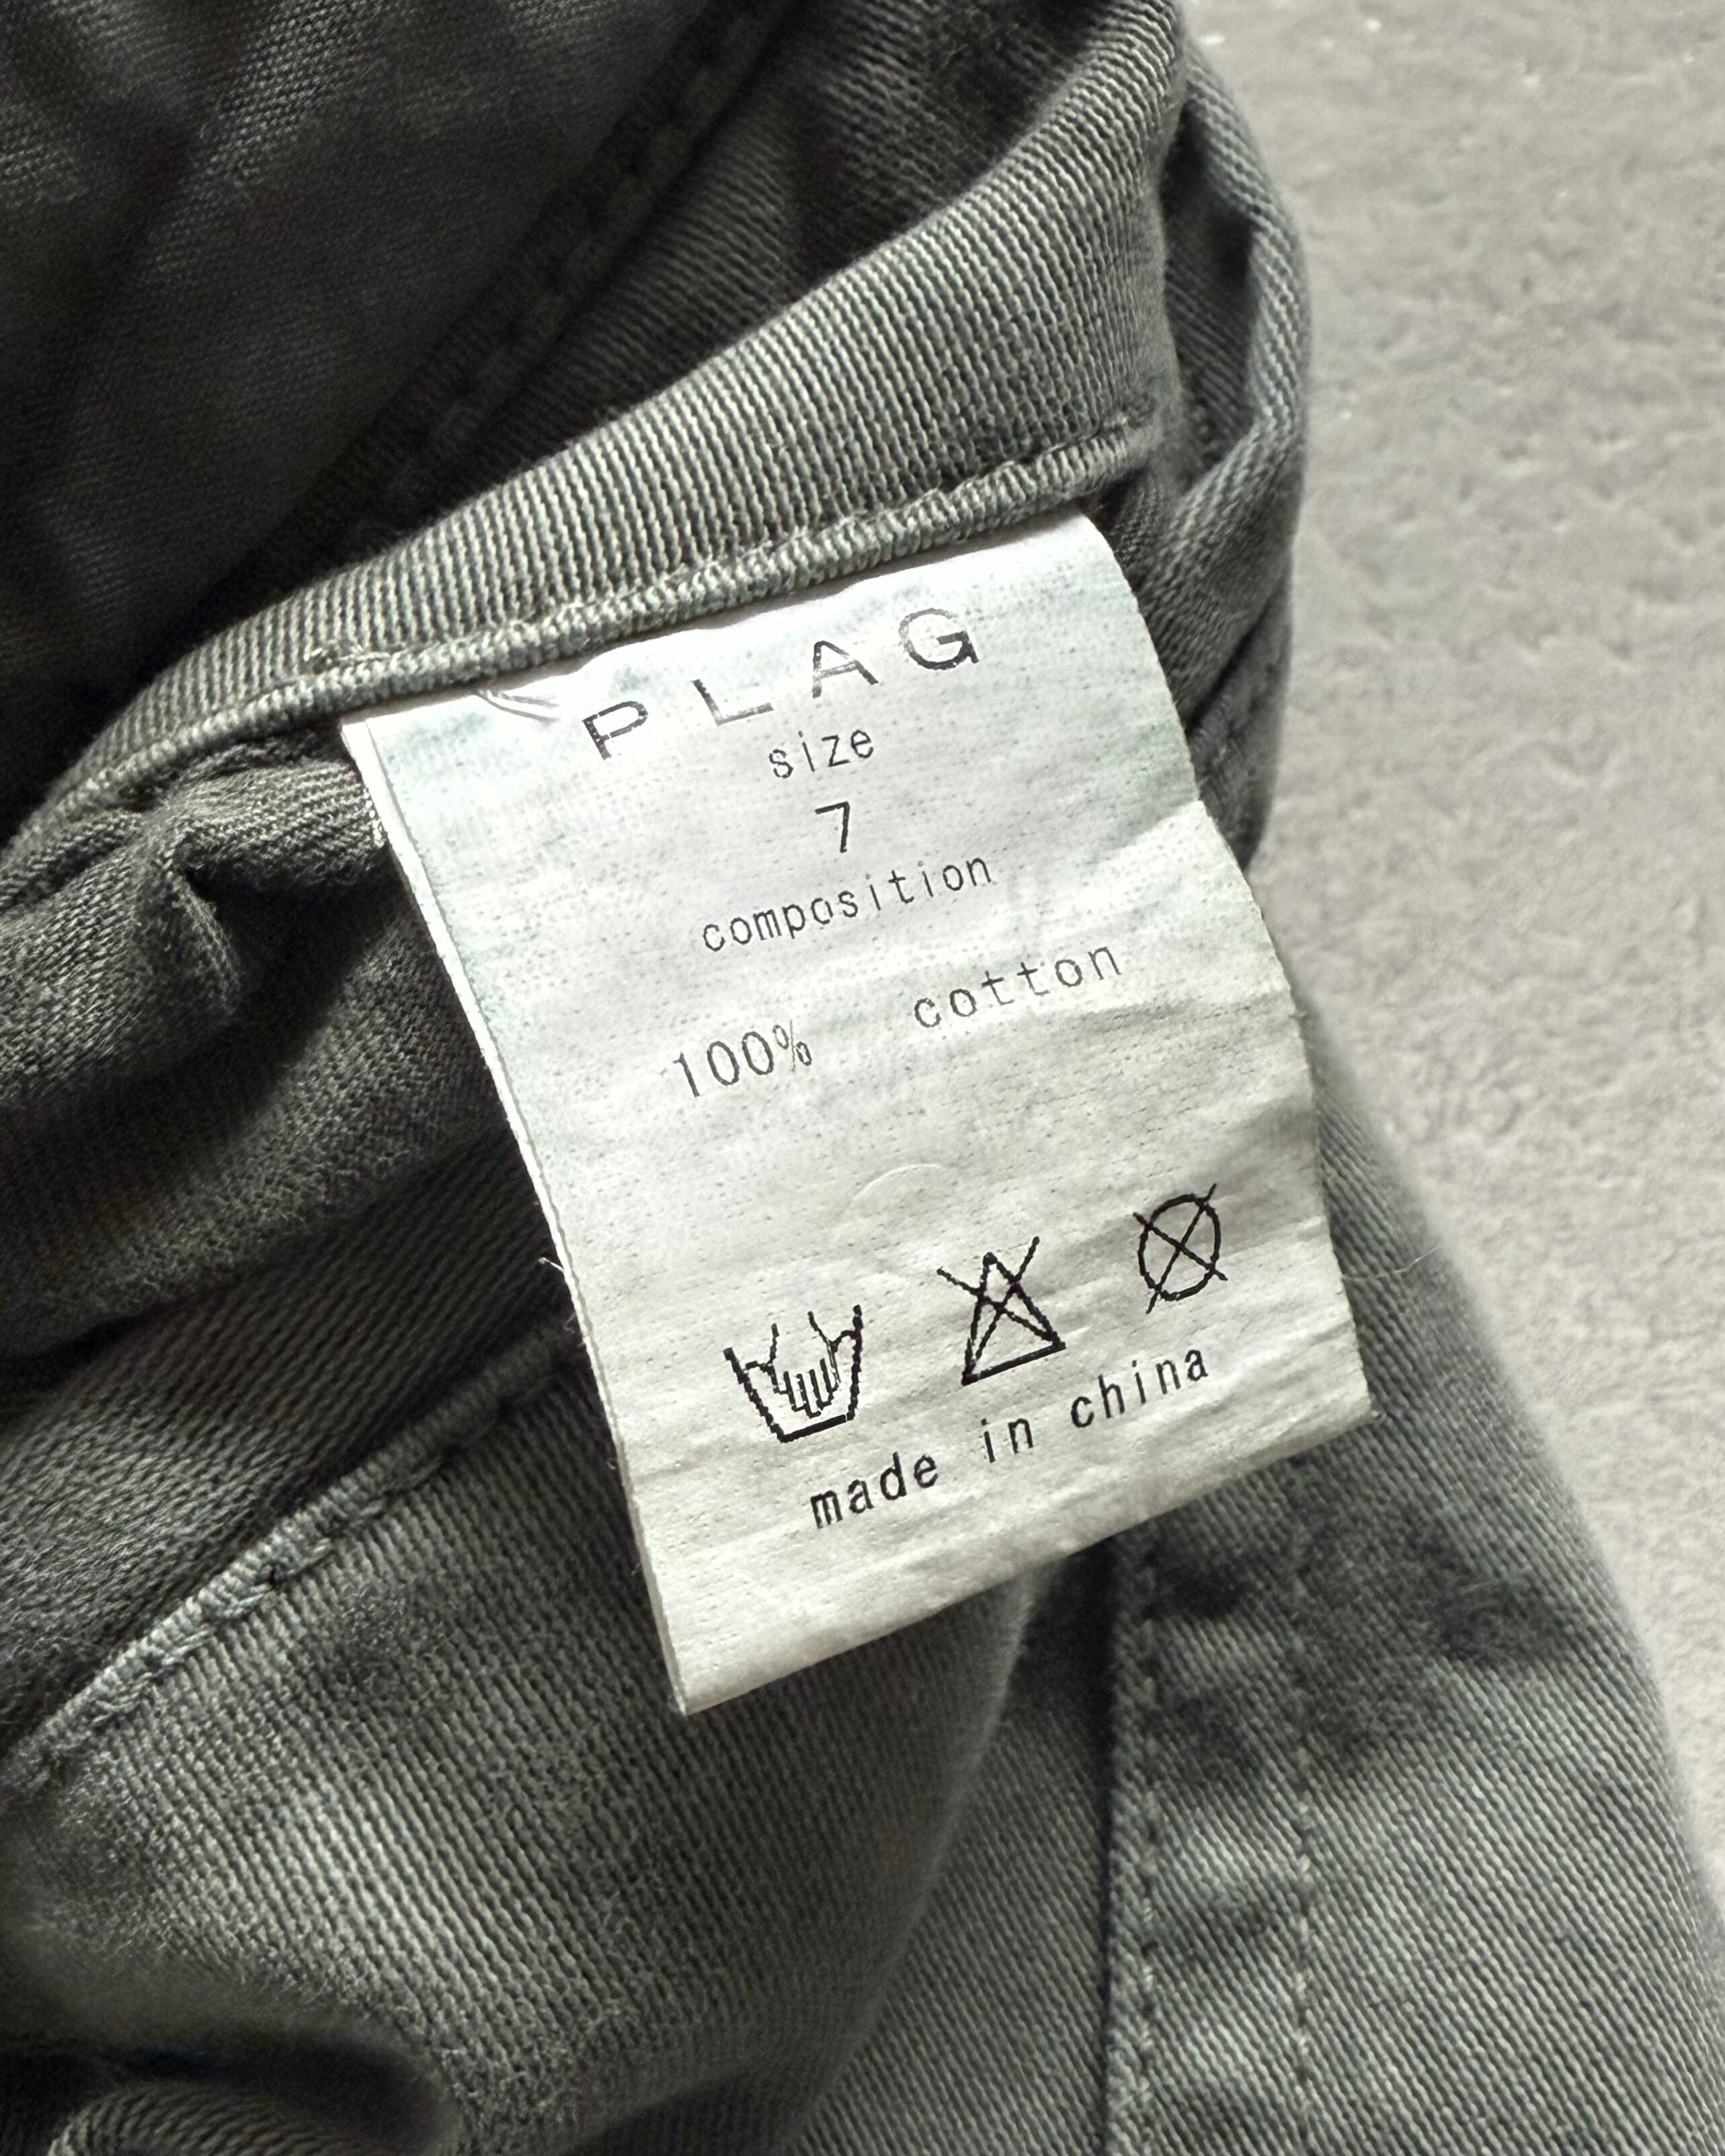 PLAG
size
7
composition
100% cotton
made in china